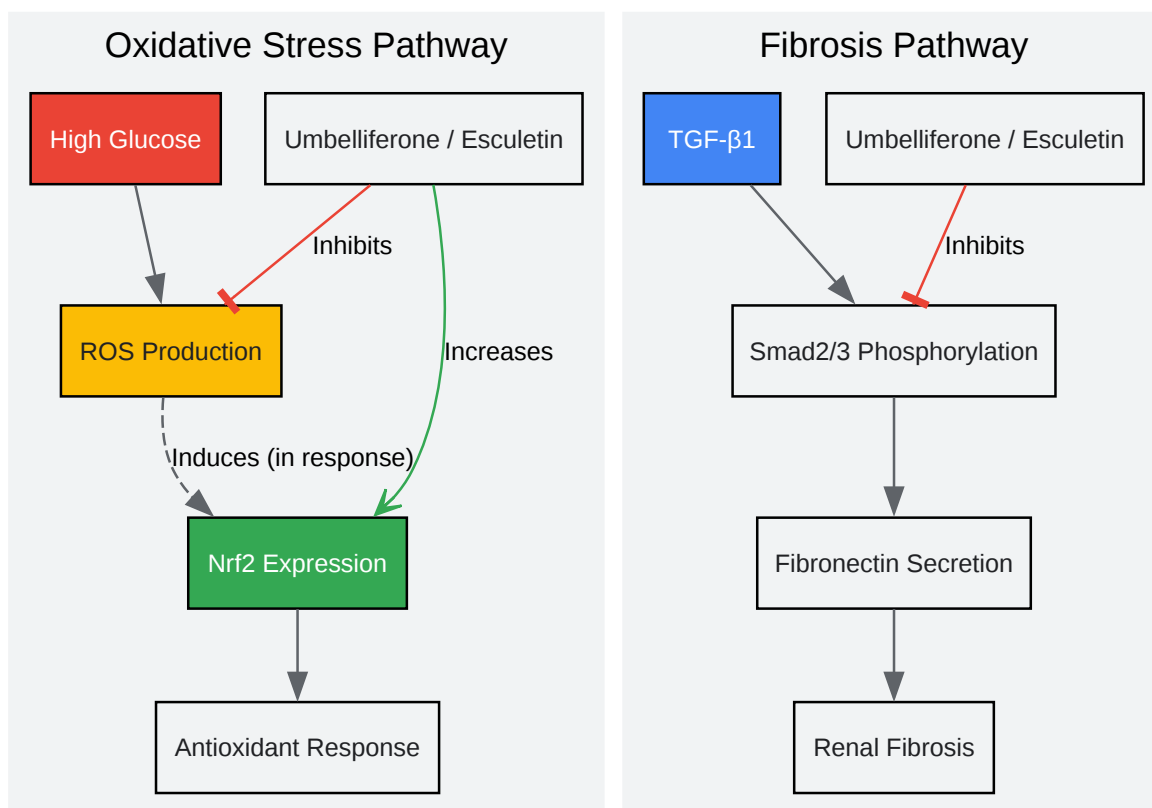 Oxidative Stress Pathway
High Glucose
Umbelliferone / Esculetin
Inhibits
ROS Production
Increases
Induces (in response)
Nrf2 Expression
Antioxidant Response
Fibrosis Pathway
TGF-β1
Umbelliferone / Esculetin
Inhibits
Smad2/3 Phosphorylation
Fibronectin Secretion
Renal Fibrosis